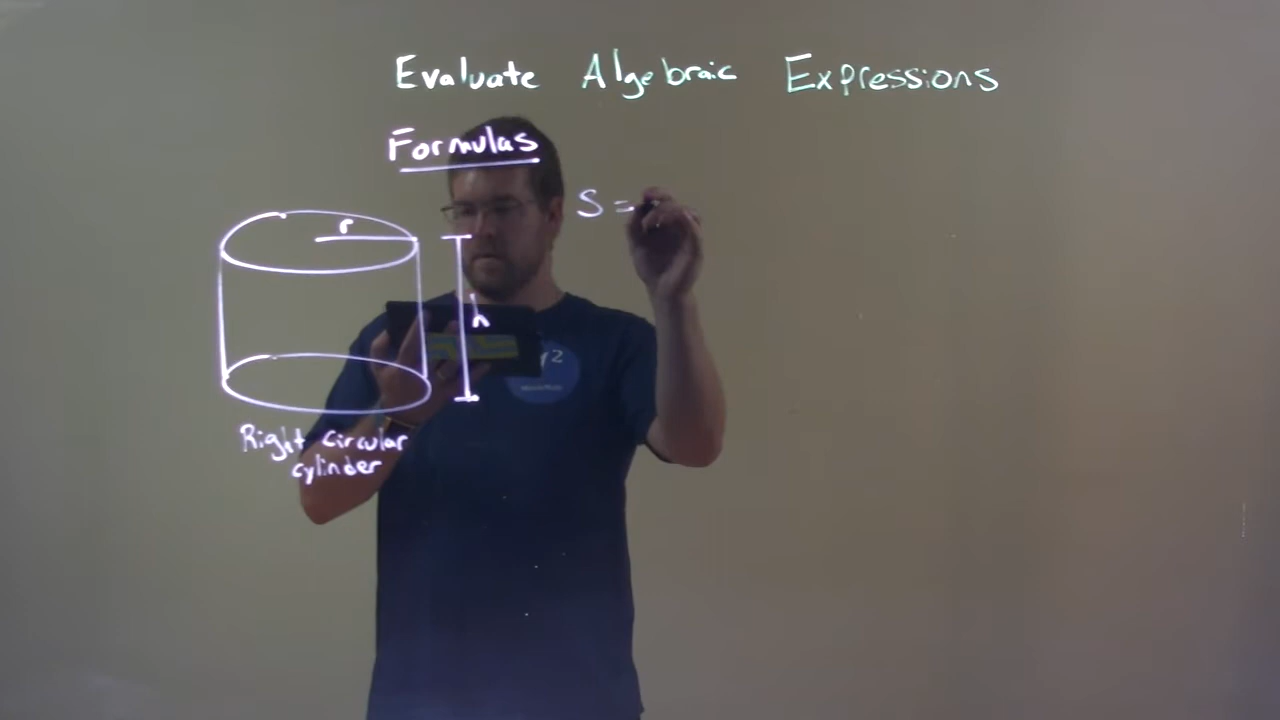 Evaluate Algebraic Expressions
Formulas
S =
r
h
Right circular
cylinder